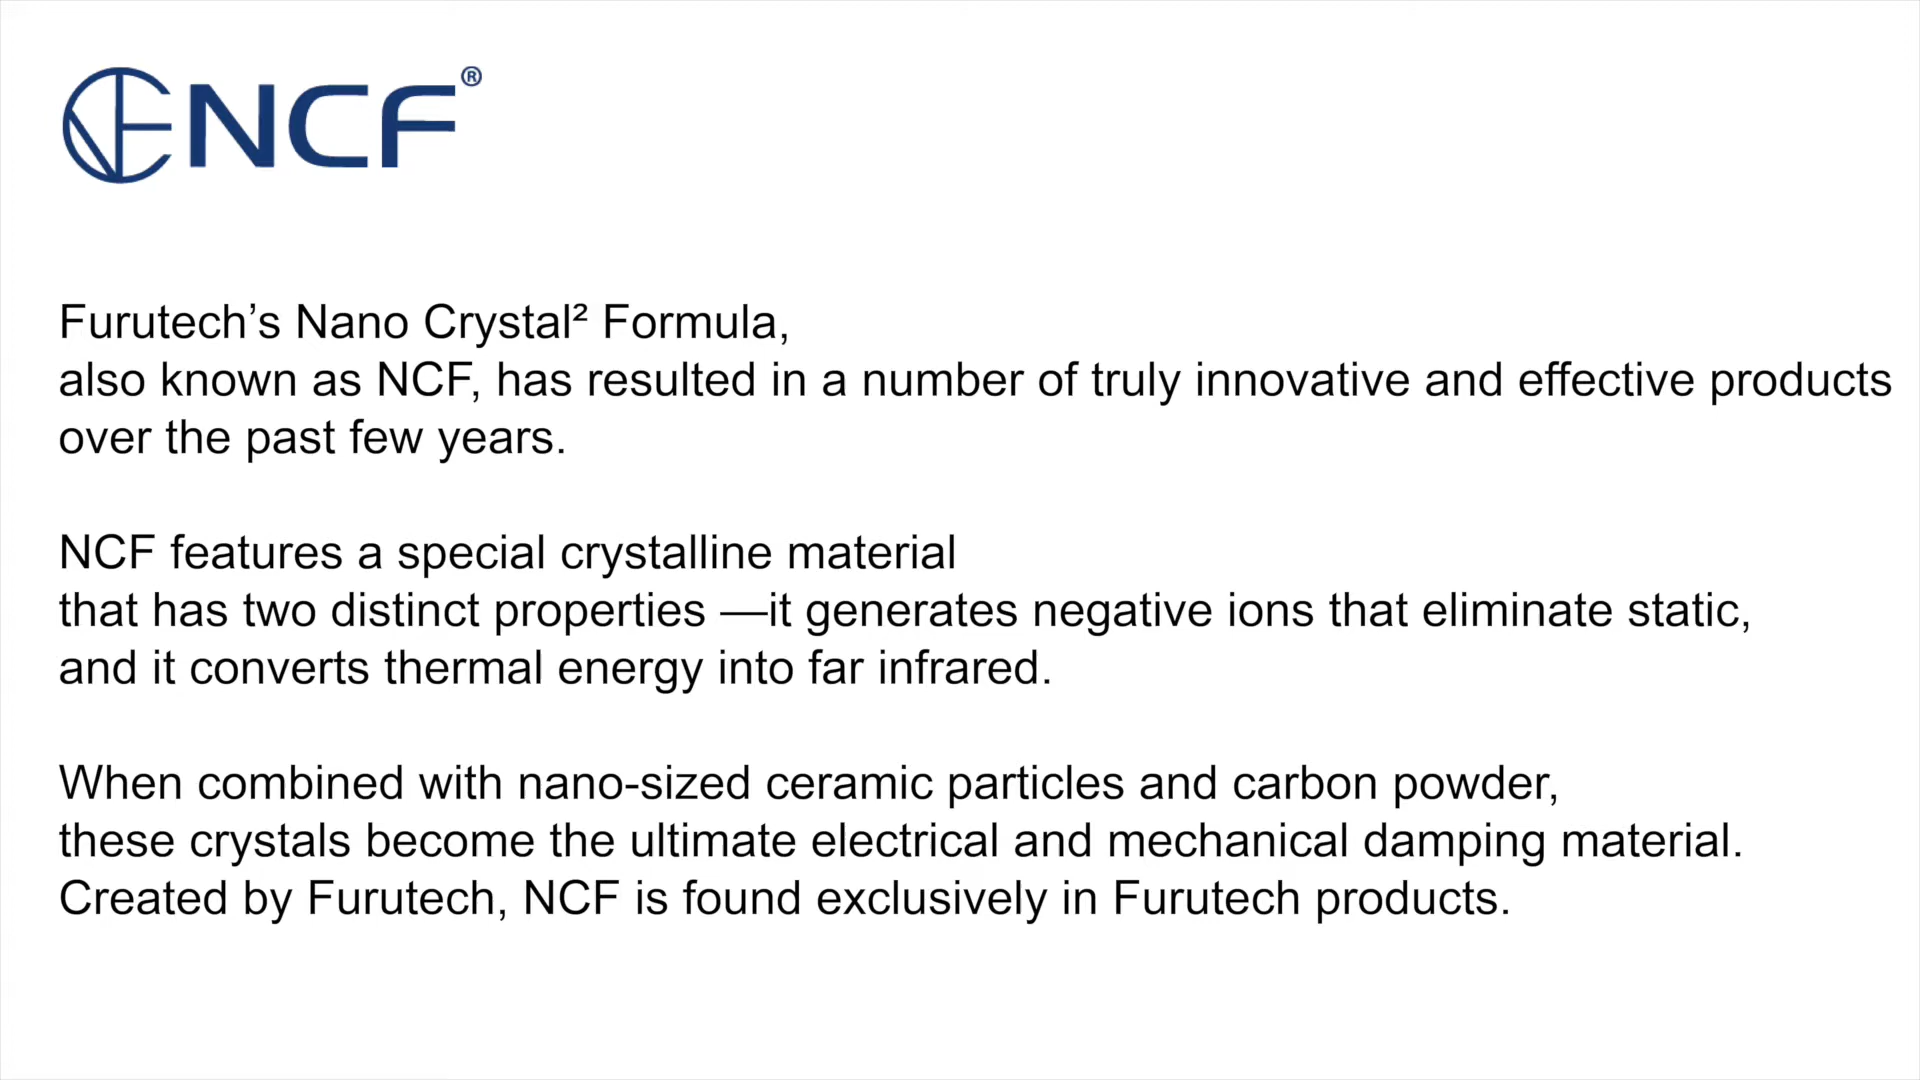 NCF®
Furutech’s Nano Crystal² Formula,
also known as NCF, has resulted in a number of truly innovative and effective products
over the past few years.
NCF features a special crystalline material
that has two distinct properties —it generates negative ions that eliminate static,
and it converts thermal energy into far infrared.
When combined with nano-sized ceramic particles and carbon powder,
these crystals become the ultimate electrical and mechanical damping material.
Created by Furutech, NCF is found exclusively in Furutech products.